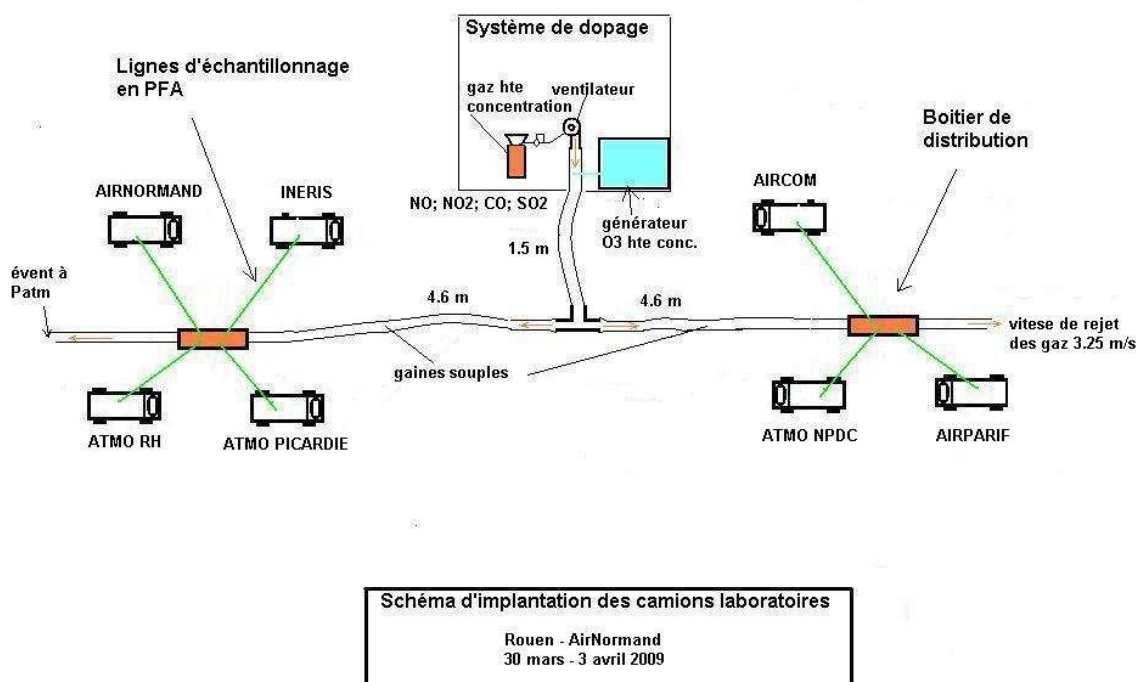 Système de dopage
Lignes d'échantillonnage
en PFA
gaz hte
concentration
ventilateur
Boitier de
distribution
AIRNORMAND
INERIS
AIRCOM
NO; NO2; CO; SO2
générateur
O3 hte conc.
1.5 m
évent à
Patm
4.6 m
4.6 m
vitese de rejet
des gaz 3.25 m/s
gaines souples
ATMO RH
ATMO PICARDIE
ATMO NPDC
AIRPARIF
Schéma d'implantation des camions laboratoires
Rouen - AirNormand
30 mars - 3 avril 2009